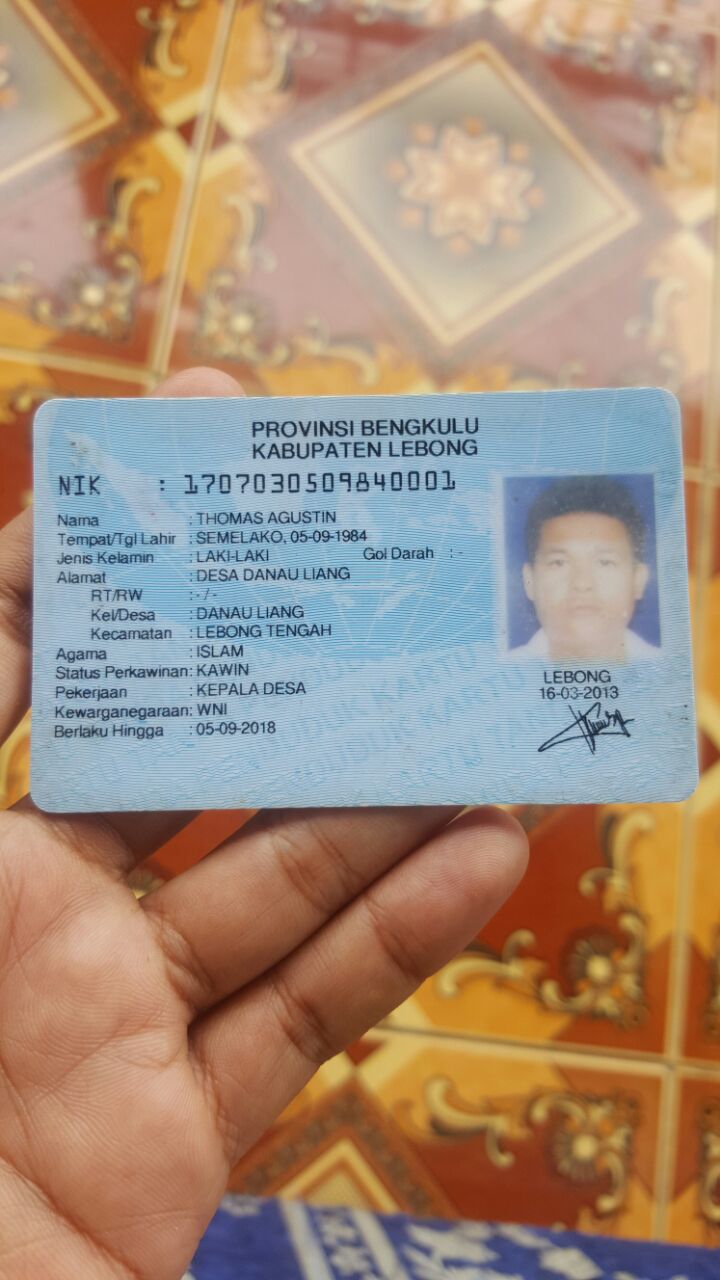 PROVINSI BENGKULU
KABUPATEN LEBONG
NIK : 1707030509840001
Nama : THOMAS AGUSTIN
Tempat/Tgl Lahir : SEMELAKO, 05-09-1984
Jenis Kelamin : LAKI-LAKI Gol Darah : -
Alamat : DESA DANAU LIANG
RT/RW : - / -
Kel/Desa : DANAU LIANG
Kecamatan : LEBONG TENGAH
Agama : ISLAM
Status Perkawinan: KAWIN
Pekerjaan : KEPALA DESA
Kewarganegaraan: WNI
Berlaku Hingga : 05-09-2018
LEBONG
16-03-2013